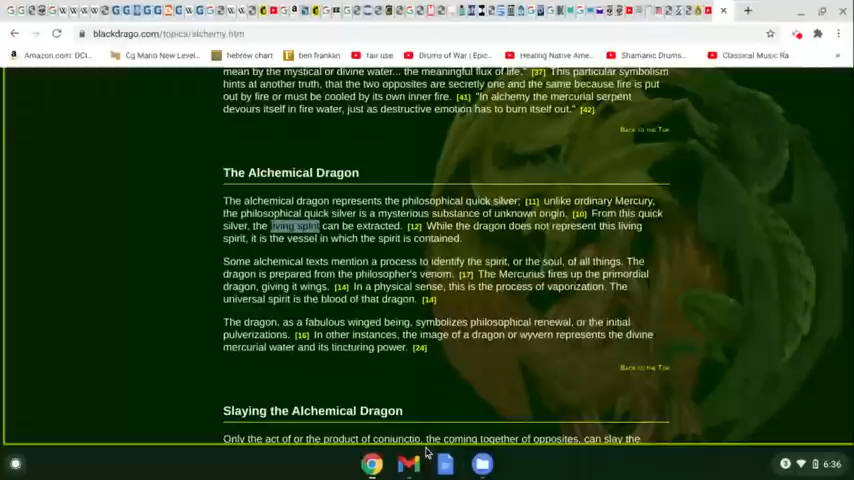 blackdrago.com/topics/alchemy.htm
Amazon.com: DCI...
Cg Mario New Level...
hebrew chart
ben franklin
fair use
Drums of War | Epic...
Healing Native Ame...
Shamanic Drums...
Classical Music Ra...
mean by the mystical or divine water... the meaningful flux of life." [37] This particular symbolism
hints at another truth, that the two opposites are secretly one and the same because fire is put
out by fire or must be cooled by its own inner fire. [41] "In alchemy the mercurial serpent
devours itself in fire water, just as destructive emotion has to burn itself out." [42]
Back to the Top
The Alchemical Dragon
The alchemical dragon represents the philosophical quick silver; [11] unlike ordinary Mercury,
the philosophical quick silver is a mysterious substance of unknown origin. [10] From this quick
silver, the living spirit can be extracted. [12] While the dragon does not represent this living
spirit, it is the vessel in which the spirit is contained.
Some alchemical texts mention a process to identify the spirit, or the soul, of all things. The
dragon is prepared from the philosopher's venom. [17] The Mercurius fires up the primordial
dragon, giving it wings. [14] In a physical sense, this is the process of vaporization. The
universal spirit is the blood of that dragon. [14]
The dragon, as a fabulous winged being, symbolizes philosophical renewal, or the initial
pulverizations. [16] In other instances, the image of a dragon or wyvern represents the divine
mercurial water and its tincturing power. [24]
Back to the Top
Slaying the Alchemical Dragon
Only the act of or the product of coniunctio, the coming together of opposites, can slay the
6:36